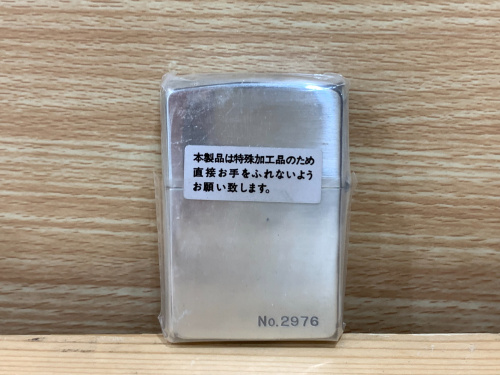 本製品は特殊加工品のため
直接お手をふれないよう
お願い致します。
No.2976